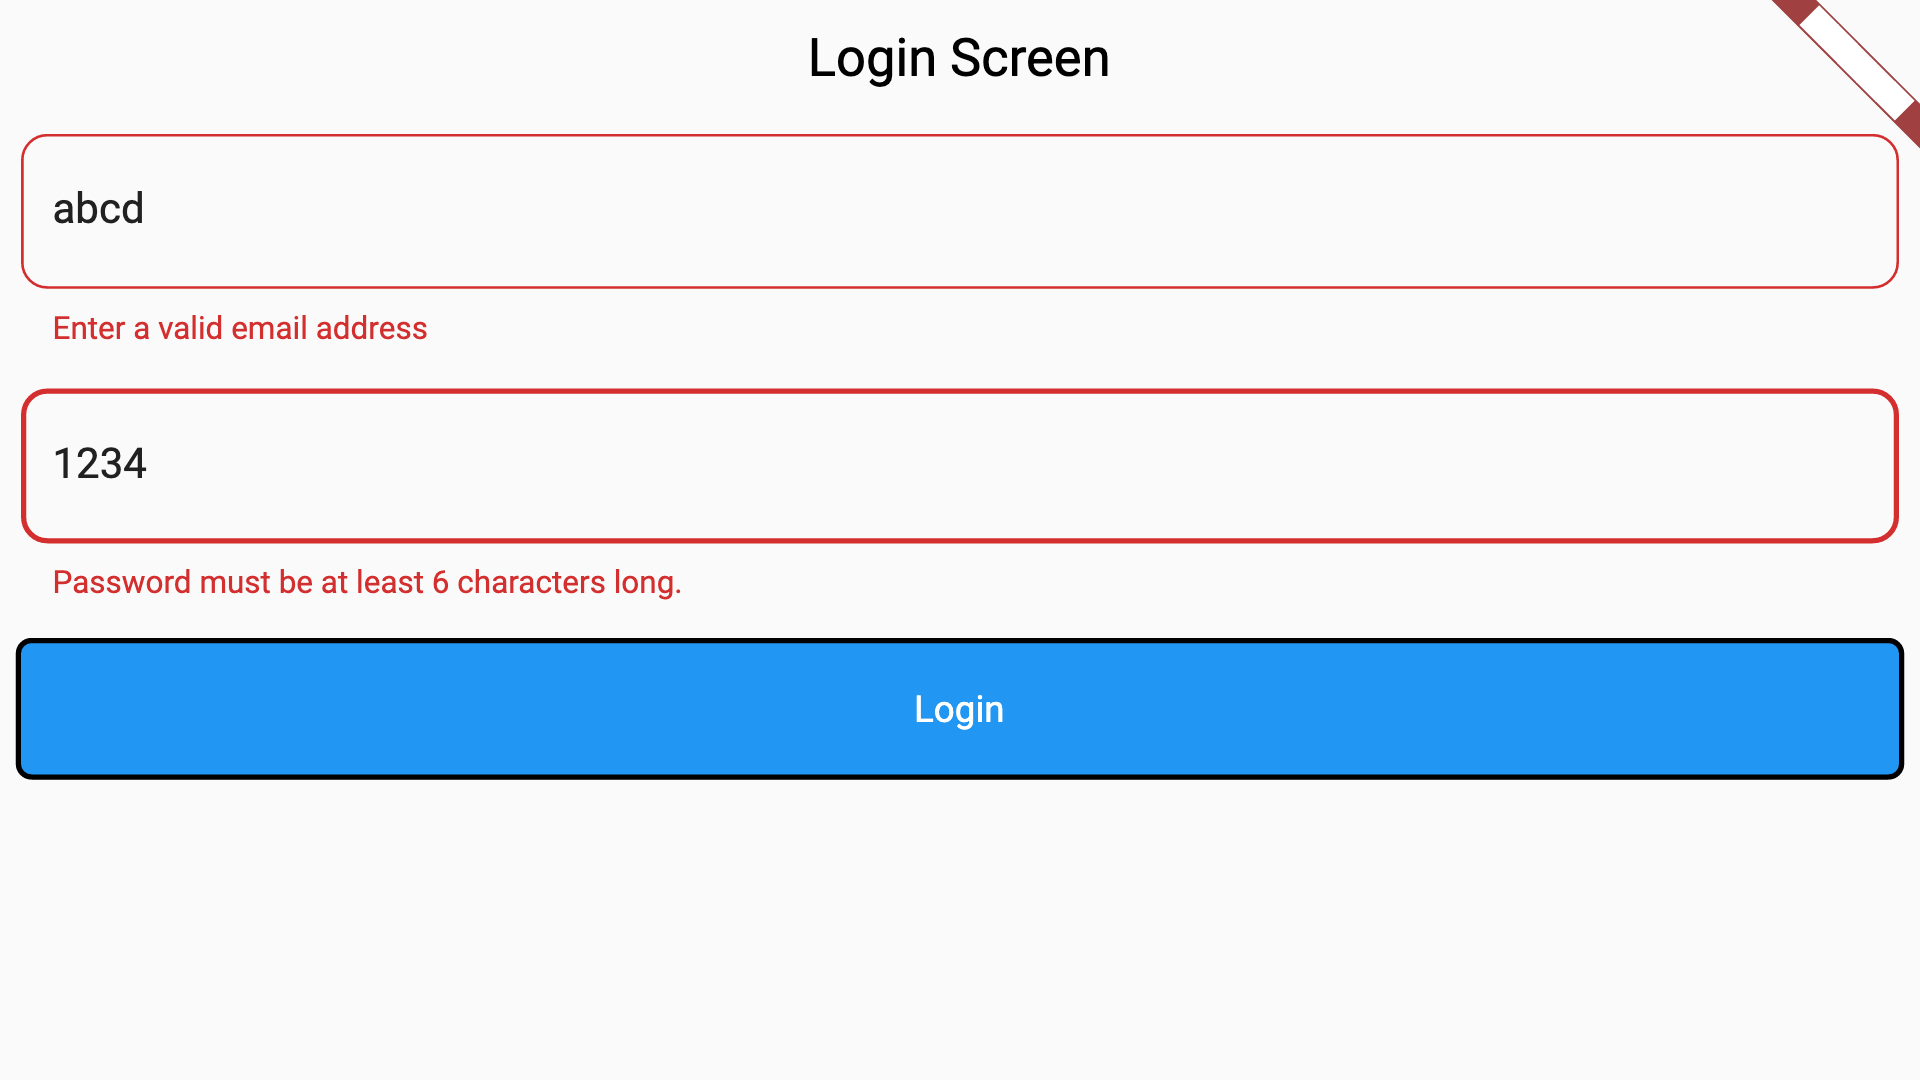 Login Screen
abcd
Enter a valid email address
1234
Password must be at least 6 characters long.
Login